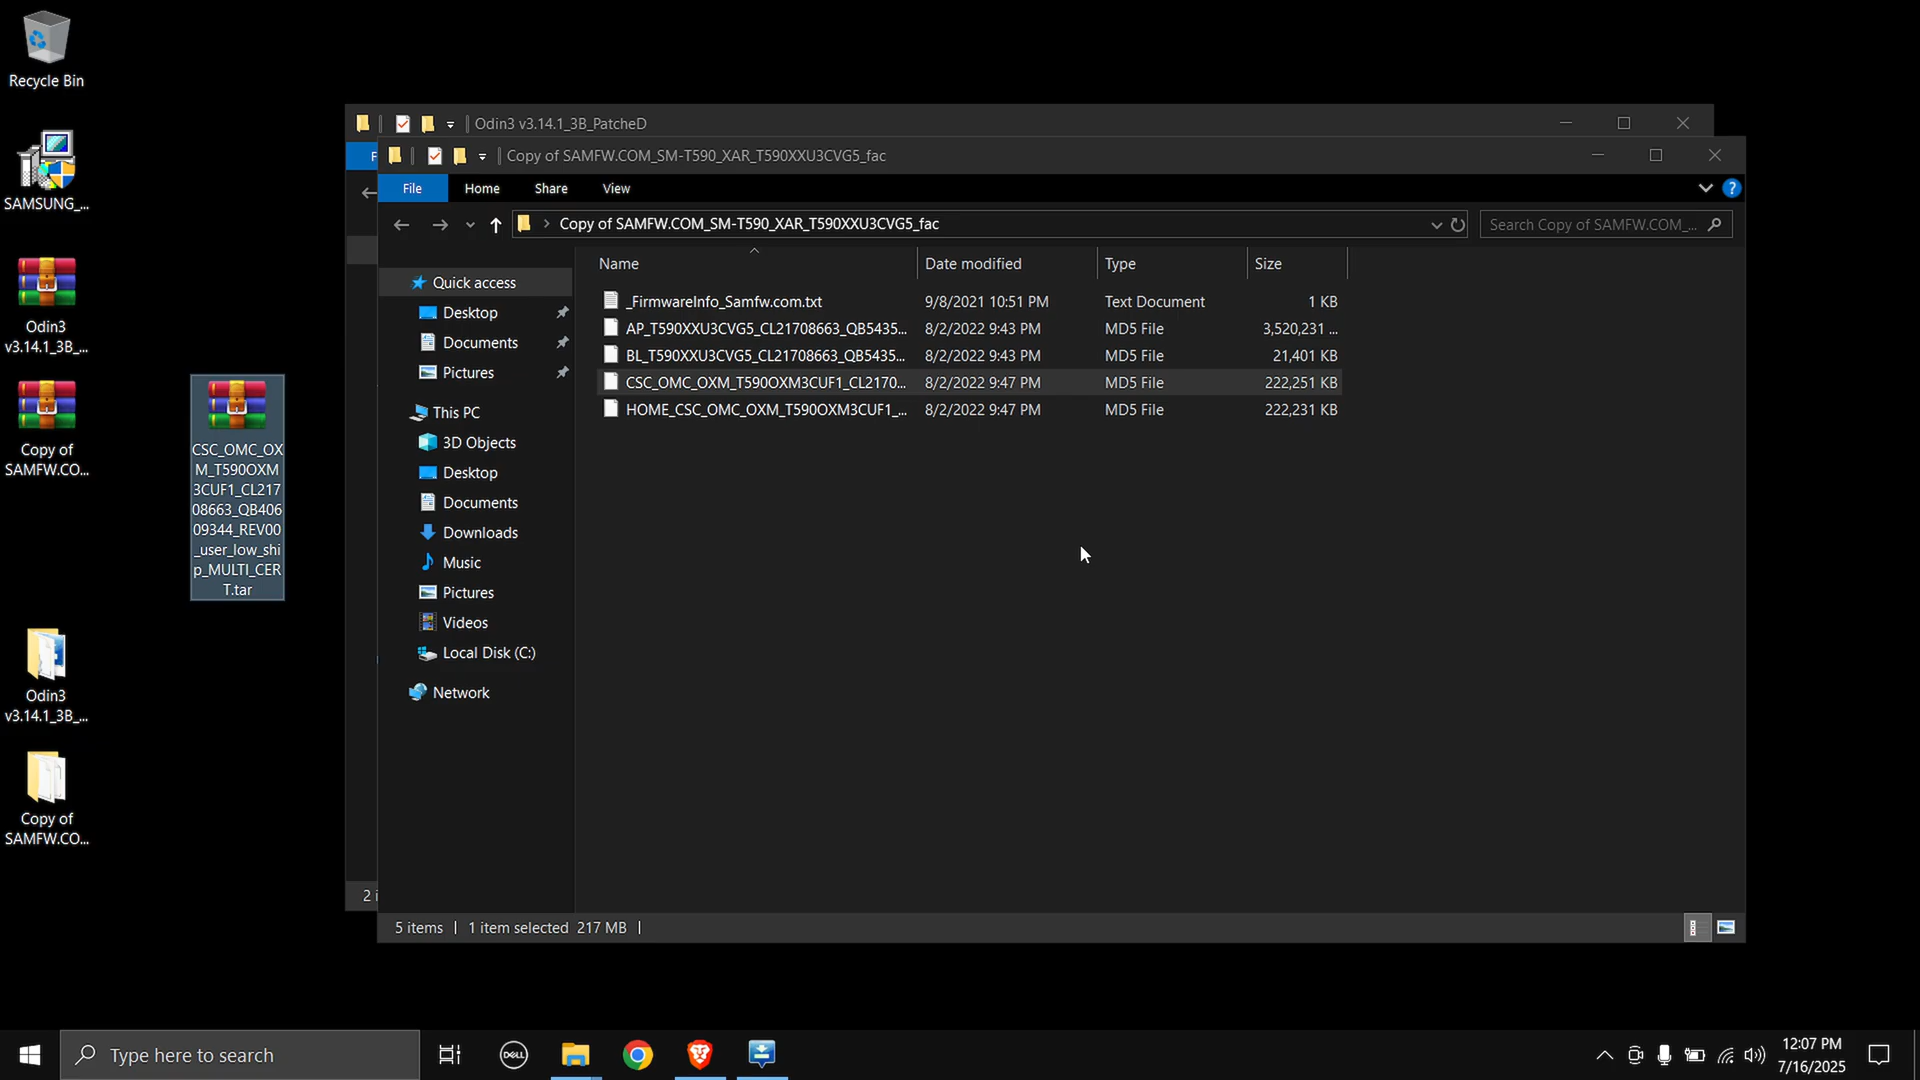 Recycle Bin
SAMSUNG_...
Odin3
v3.14.1_3B_...
Copy of
SAMFW.CO...
CSC_OMC_OX
M_T590OXM
3CUF1_CL217
08663_QB406
09344_REV00
_user_low_shi
p_MULTI_CER
T.tar
Odin3
v3.14.1_3B_...
Copy of
SAMFW.CO...
Odin3 v3.14.1_3B_PatcheD
F
2 i
Copy of SAMFW.COM_SM-T590_XAR_T590XXU3CVG5_fac
File Home Share View
Copy of SAMFW.COM_SM-T590_XAR_T590XXU3CVG5_fac
Search Copy of SAMFW.COM_...
Quick access
Desktop
Documents
Pictures
This PC
3D Objects
Desktop
Documents
Downloads
Music
Pictures
Videos
Local Disk (C:)
Network
Name Date modified Type Size
_FirmwareInfo_Samfw.com.txt 9/8/2021 10:51 PM Text Document 1 KB
AP_T590XXU3CVG5_CL21708663_QB5435... 8/2/2022 9:43 PM MD5 File 3,520,231 ...
BL_T590XXU3CVG5_CL21708663_QB5435... 8/2/2022 9:43 PM MD5 File 21,401 KB
CSC_OMC_OXM_T590OXM3CUF1_CL2170... 8/2/2022 9:47 PM MD5 File 222,251 KB
HOME_CSC_OMC_OXM_T590OXM3CUF1_... 8/2/2022 9:47 PM MD5 File 222,231 KB
5 items 1 item selected 217 MB
Type here to search
DELL
12:07 PM
7/16/2025